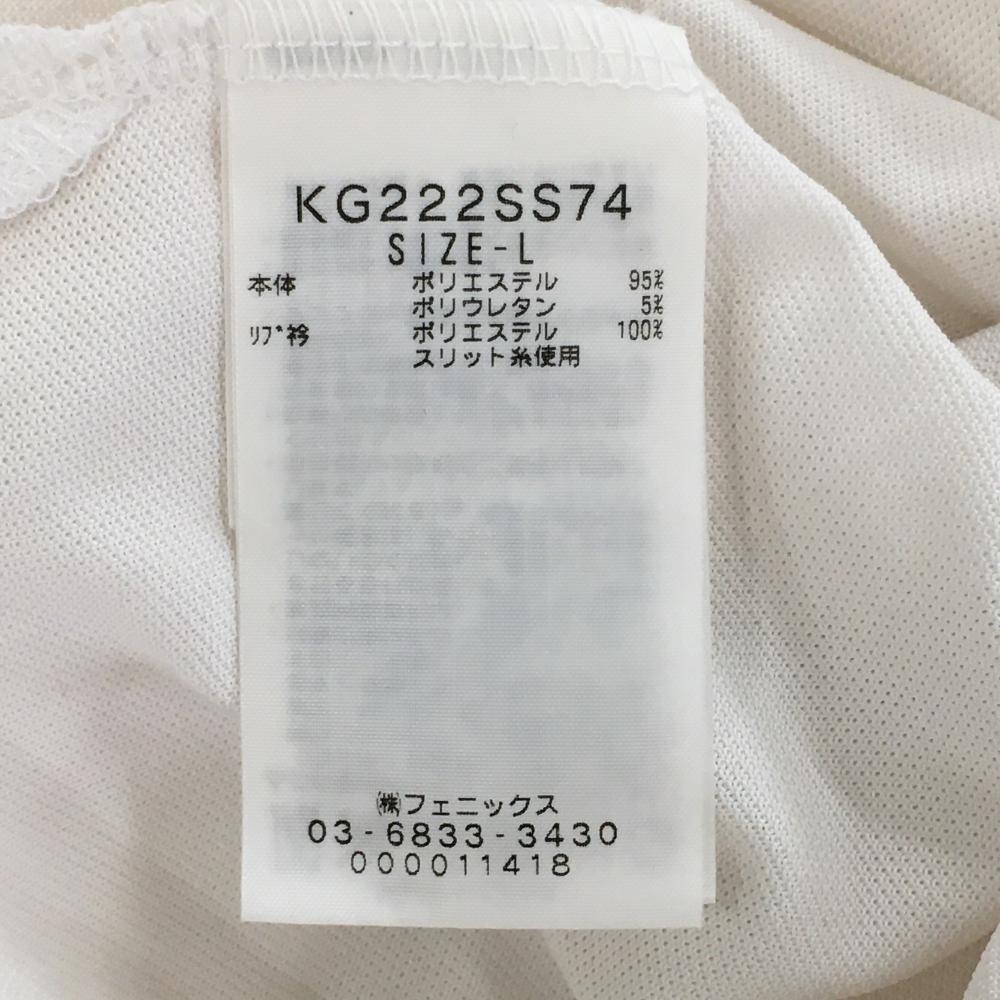 KG222SS74
SIZE-L
本体 ポリエステル 95%
ポリウレタン 5%
ﾘﾌﾞ衿 ポリエステル 100%
スリット糸使用
㈱フェニックス
03-6833-3430
000011418